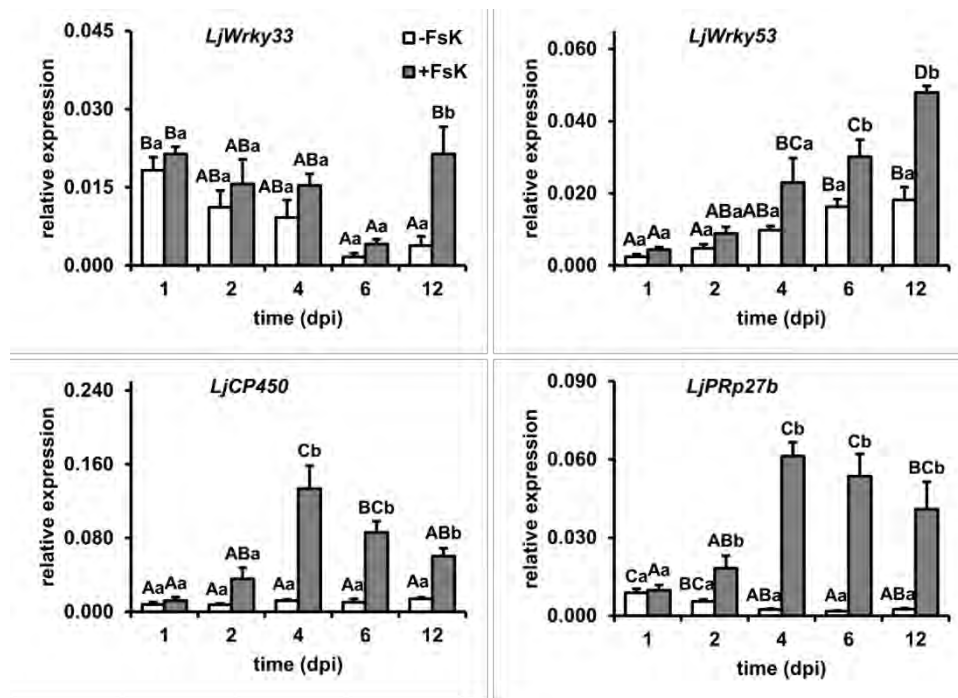 LjWrky33
0.045
0.030
0.015
0.000
relative expression
-FsK
+FsK
Ba Ba ABa ABa ABa ABa Aa Aa Aa Bb
1 2 4 6 12
time (dpi)
LjWrky53
0.060
0.040
0.020
0.000
relative expression
Aa Aa Aa ABa ABa BCa Ba Cb Ba Db
1 2 4 6 12
time (dpi)
LjCP450
0.240
0.160
0.080
0.000
relative expression
Aa Aa Aa ABa Aa Cb Aa BCb Aa ABb
1 2 4 6 12
time (dpi)
LjPRp27b
0.090
0.060
0.030
0.000
relative expression
Ca Aa BCa ABb ABa Cb Aa Cb ABa BCb
1 2 4 6 12
time (dpi)